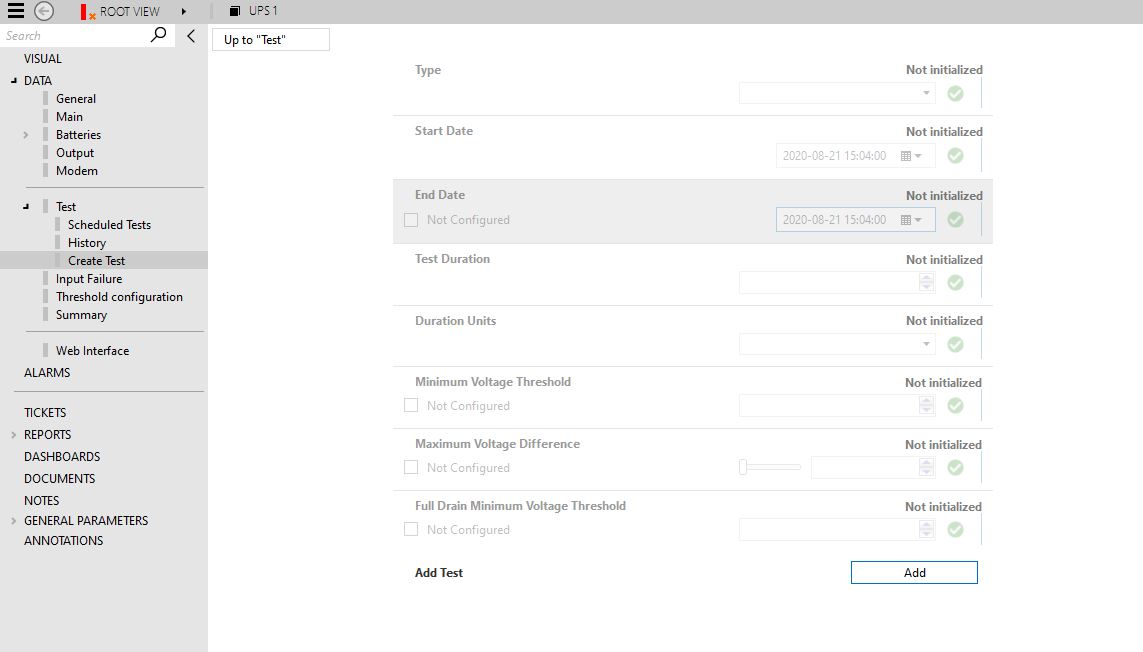 ROOT VIEW
UPS 1
Search
Up to "Test"
VISUAL
DATA
General
Main
Batteries
Output
Modem
Test
Scheduled Tests
History
Create Test
Input Failure
Threshold configuration
Summary
Web Interface
ALARMS
TICKETS
REPORTS
DASHBOARDS
DOCUMENTS
NOTES
GENERAL PARAMETERS
ANNOTATIONS
Type
Not initialized
Start Date
Not initialized
2020-08-21 15:04:00
End Date
Not initialized
Not Configured
2020-08-21 15:04:00
Test Duration
Not initialized
Duration Units
Not initialized
Minimum Voltage Threshold
Not initialized
Not Configured
Maximum Voltage Difference
Not initialized
Not Configured
Full Drain Minimum Voltage Threshold
Not initialized
Not Configured
Add Test
Add